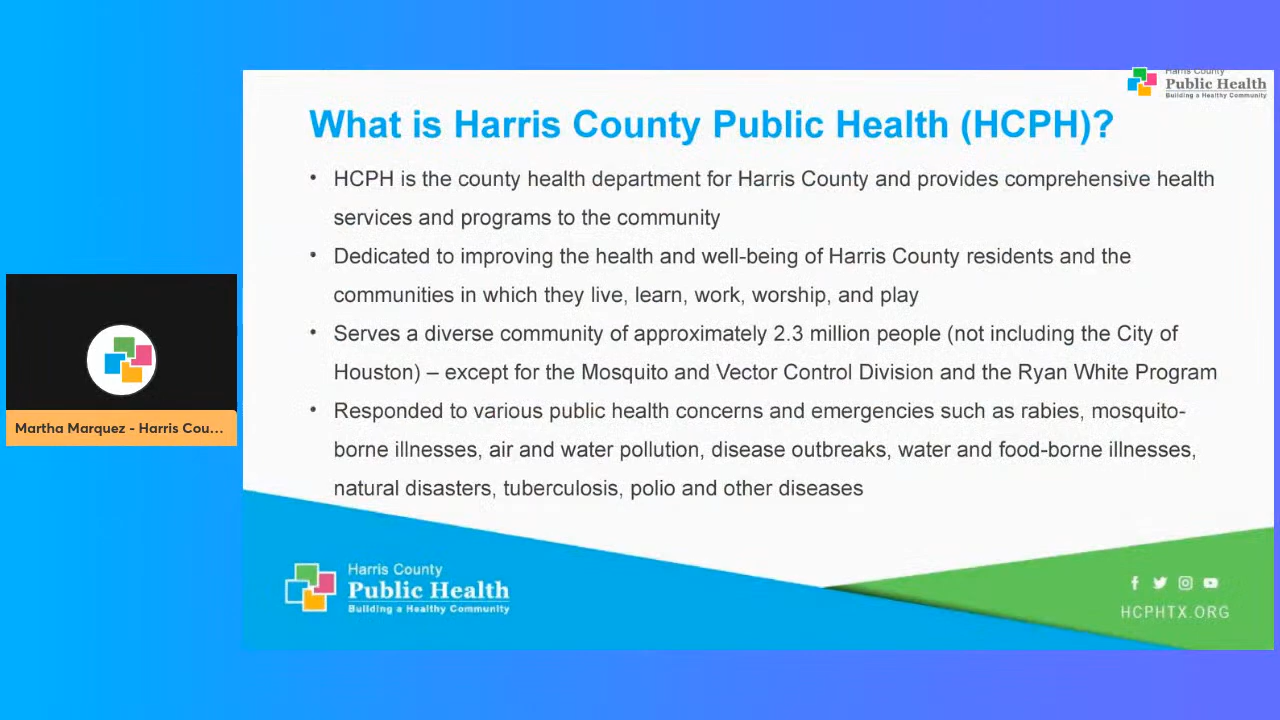 Harris County
Public Health
Building a Healthy Community
What is Harris County Public Health (HCPH)?
• HCPH is the county health department for Harris County and provides comprehensive health
services and programs to the community
• Dedicated to improving the health and well-being of Harris County residents and the
communities in which they live, learn, work, worship, and play
• Serves a diverse community of approximately 2.3 million people (not including the City of
Houston) – except for the Mosquito and Vector Control Division and the Ryan White Program
• Responded to various public health concerns and emergencies such as rabies, mosquito-
borne illnesses, air and water pollution, disease outbreaks, water and food-borne illnesses,
natural disasters, tuberculosis, polio and other diseases
Martha Marquez - Harris Cou...
Harris County
Public Health
Building a Healthy Community
HCPHTX.ORG